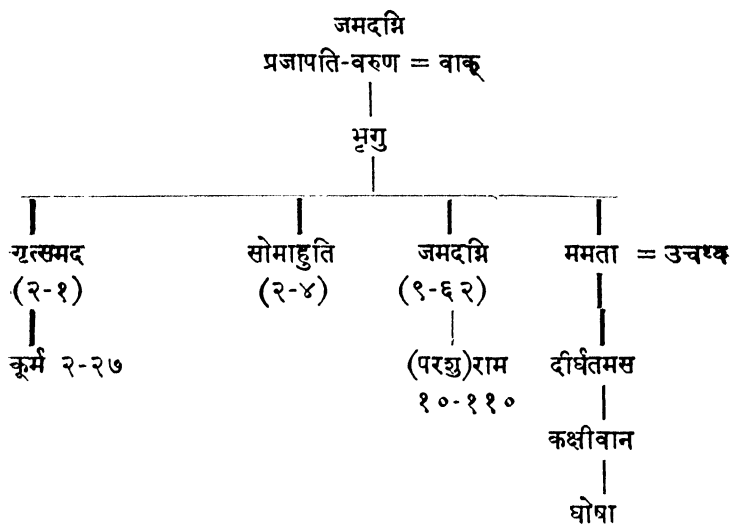 जमदग्नि
प्रजापति-वरुण = वाक्
भृगु
गृत्समद सोमाहुति जमदग्नि ममता = उचथ्य
(२-१) (२-४) (९-६२)
कूर्म २-२७ (परशु)राम दीर्घतमस
१०-११०
कक्षीवान
घोषा